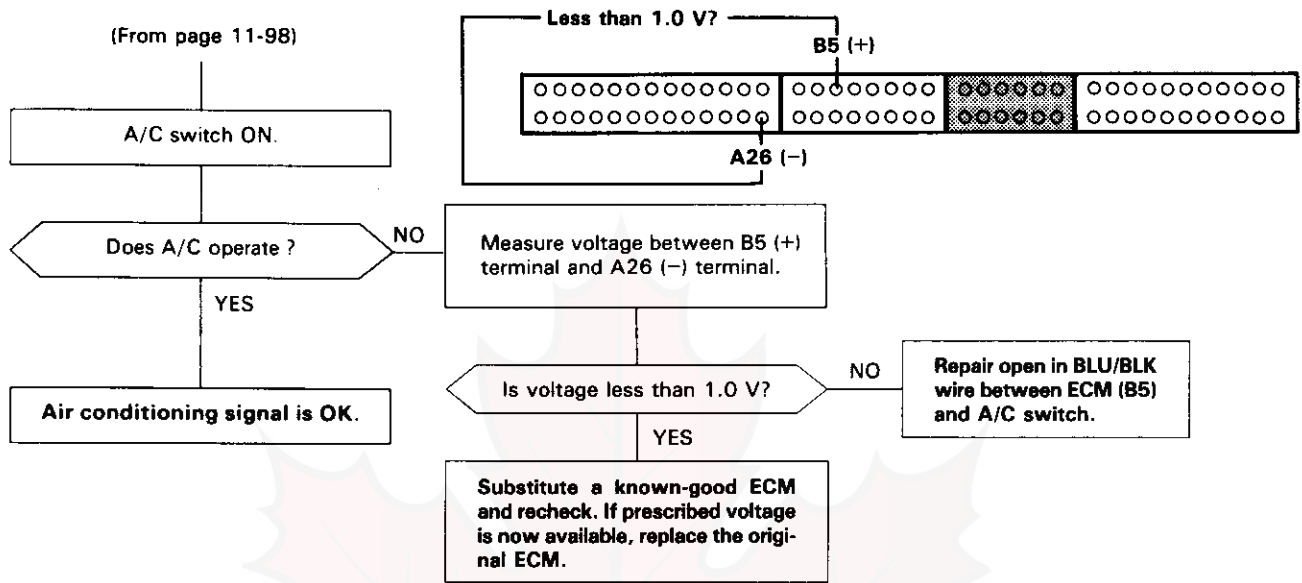 (From page 11-98)
Less than 1.0 V?
B5 (+)
A26 (−)
A/C switch ON.
Does A/C operate ?
NO
YES
Measure voltage between B5 (+)
terminal and A26 (−) terminal.
Air conditioning signal is OK.
Is voltage less than 1.0 V?
NO
YES
Repair open in BLU/BLK
wire between ECM (B5)
and A/C switch.
Substitute a known-good ECM
and recheck. If prescribed voltage
is now available, replace the origi-
nal ECM.